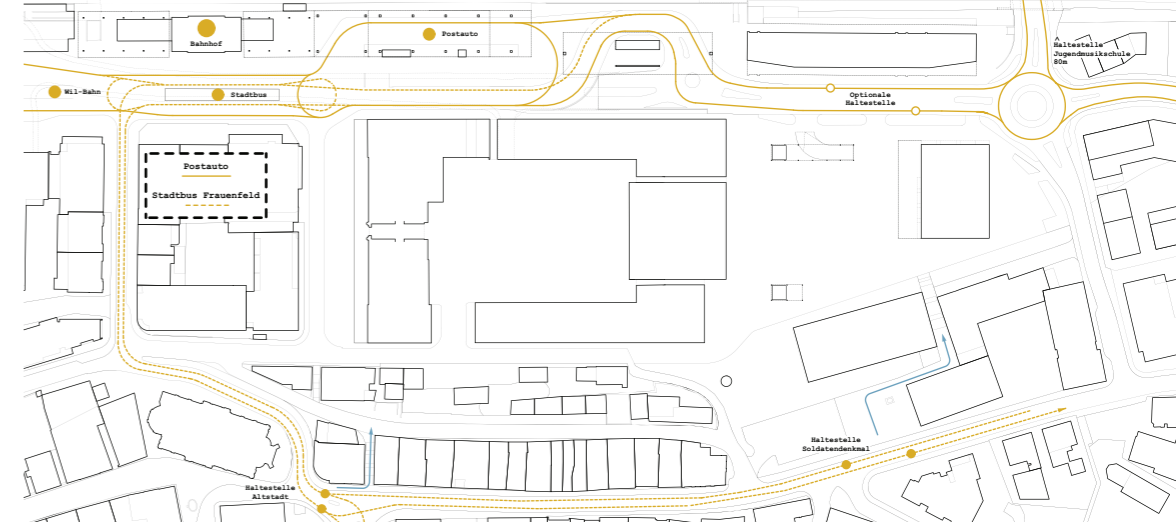 Bahnhof
Postauto
Haltestelle
Jugendmusikschule
80m
Wil-Bahn
Stadtbus
Optionale
Haltestelle
Postauto
Stadtbus Frauenfeld
Haltestelle
Soldatendenkmal
Haltestelle
Altstadt